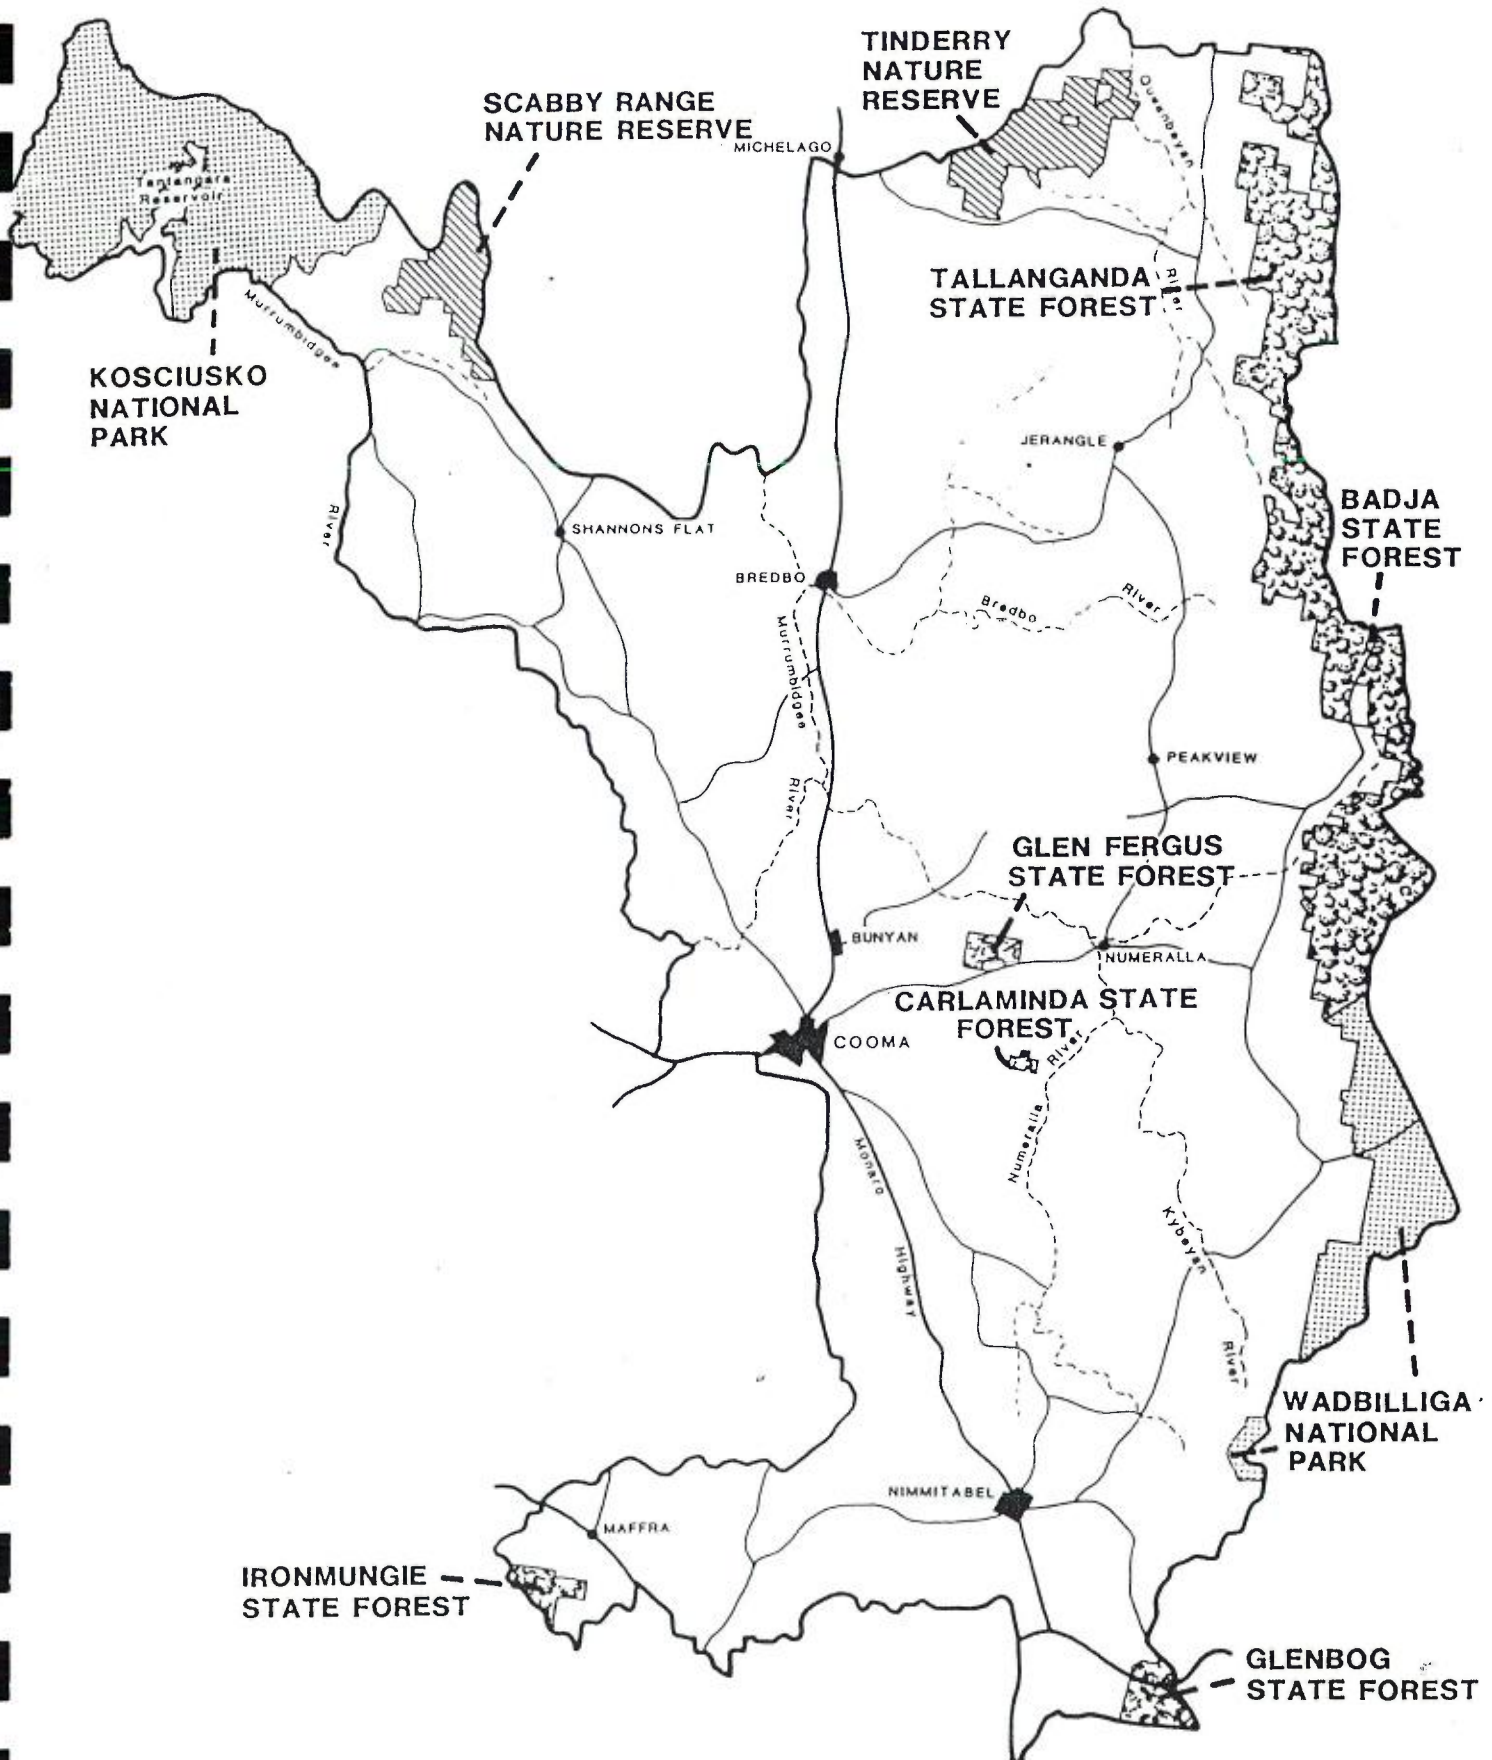 TINDERRY
NATURE
RESERVE
SCABBY RANGE
NATURE RESERVE
MICHELAGO
Queanbeyan
River
Tantangara
Reservoir
TALLANGANDA
STATE FOREST
Murrumbidgee
River
KOSCIUSKO
NATIONAL
PARK
JERANGLE
BADJA
STATE
FOREST
SHANNONS FLAT
BREDBO
Bredbo
River
Murrumbidgee
River
PEAKVIEW
GLEN FERGUS
STATE FOREST
BUNYAN
NUMERALLA
CARLAMINDA STATE
FOREST
COOMA
Numeralla
River
Monaro
Highway
Kybeyan
River
WADBILLIGA
NATIONAL
PARK
NIMMITABEL
MAFFRA
IRONMUNGIE
STATE FOREST
GLENBOG
STATE FOREST